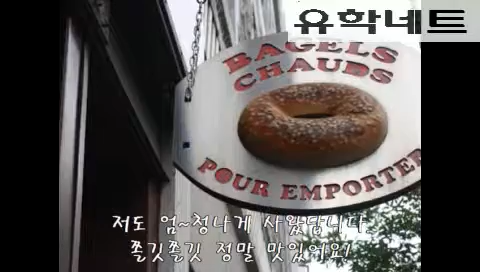 유학네트
BAGELS
CHAUDS
POUR EMPORTER
저도 엄~청나게 사왔답니다.
쫄깃쫄깃 정말 맛있어요!